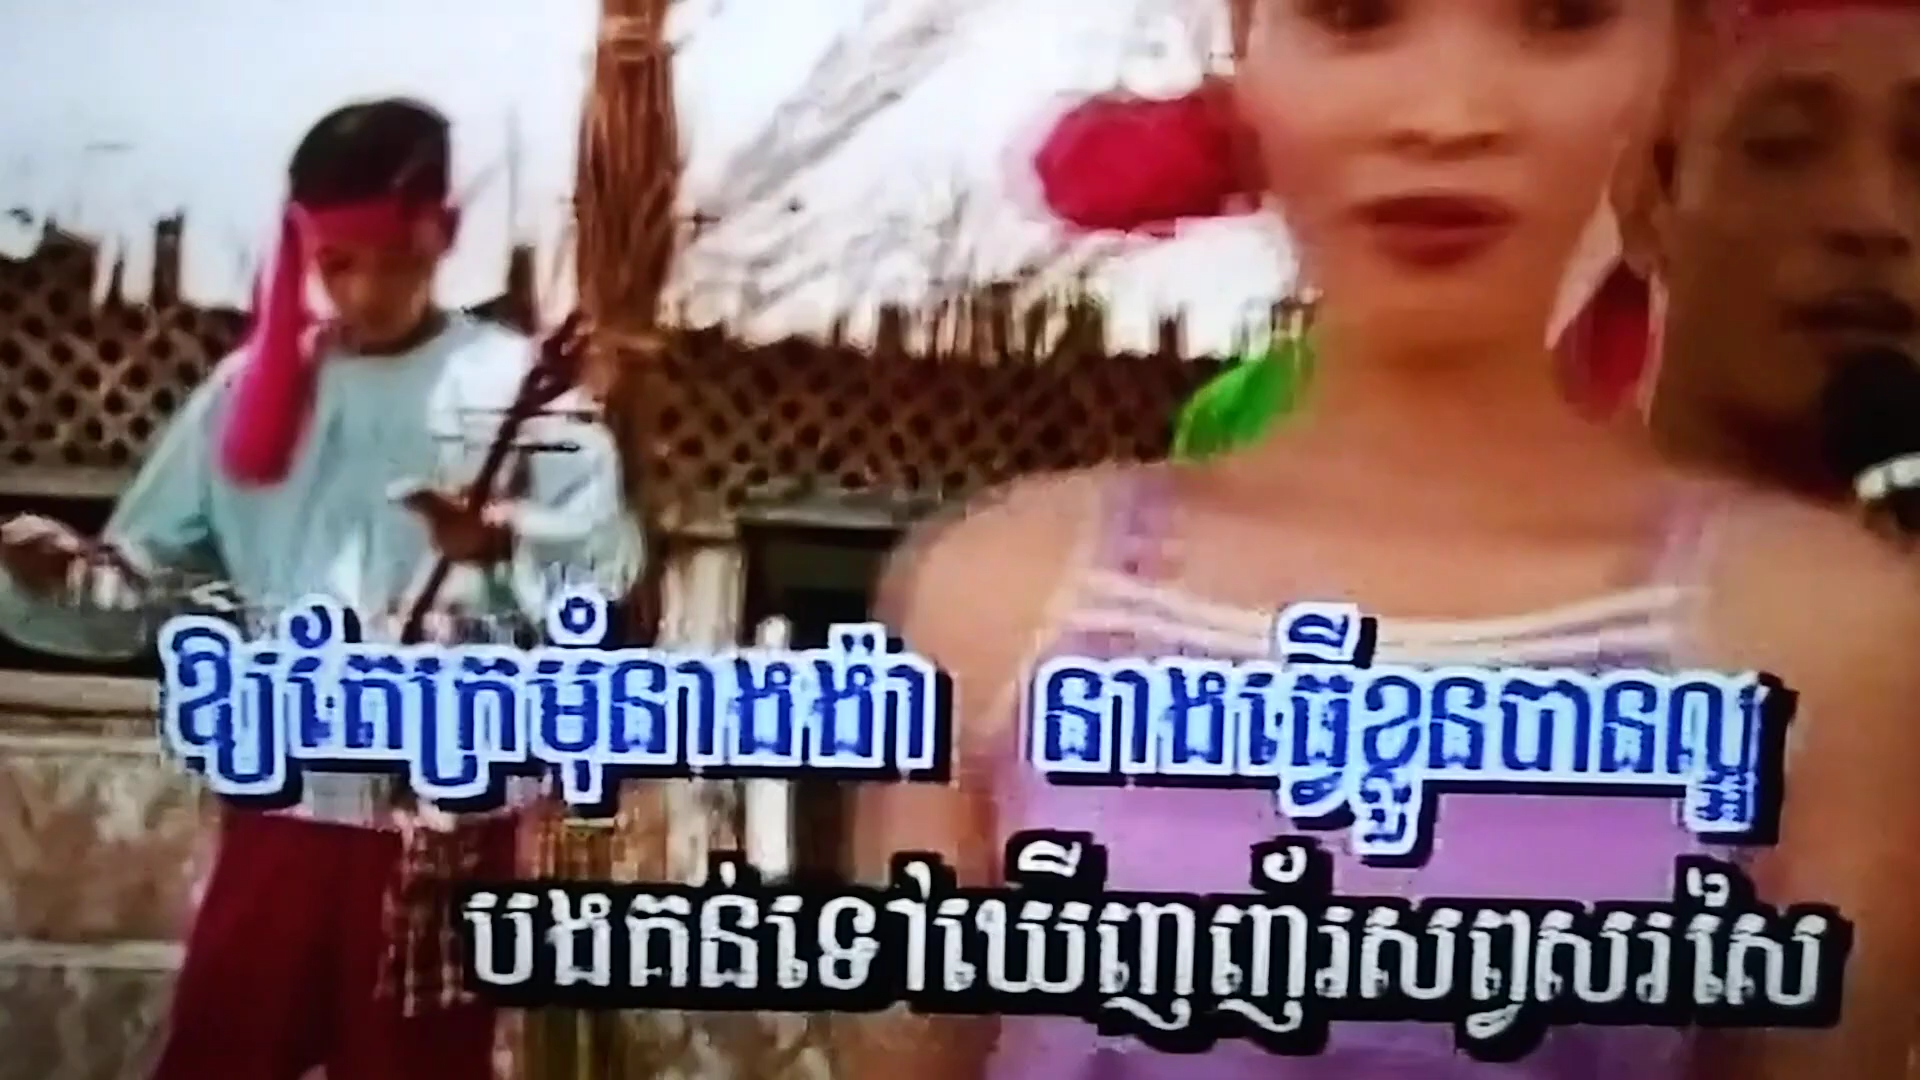 ឱ្យតែក្រមុំនាងង៉ា នាងធ្វើខ្លួនបានល្អ
បងគន់ទៅឃើញញ័រសព្វសរសៃ